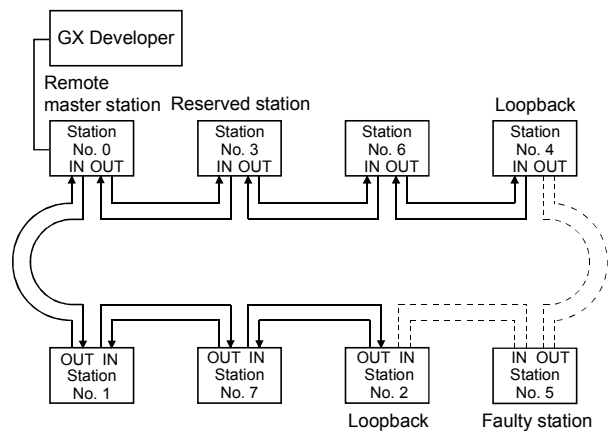 GX Developer
Remote
master station
Reserved station
Loopback
Station
No. 0
IN OUT
Station
No. 3
IN OUT
Station
No. 6
IN OUT
Station
No. 4
IN OUT
OUT IN
Station
No. 1
OUT IN
Station
No. 7
OUT IN
Station
No. 2
IN OUT
Station
No. 5
Loopback
Faulty station